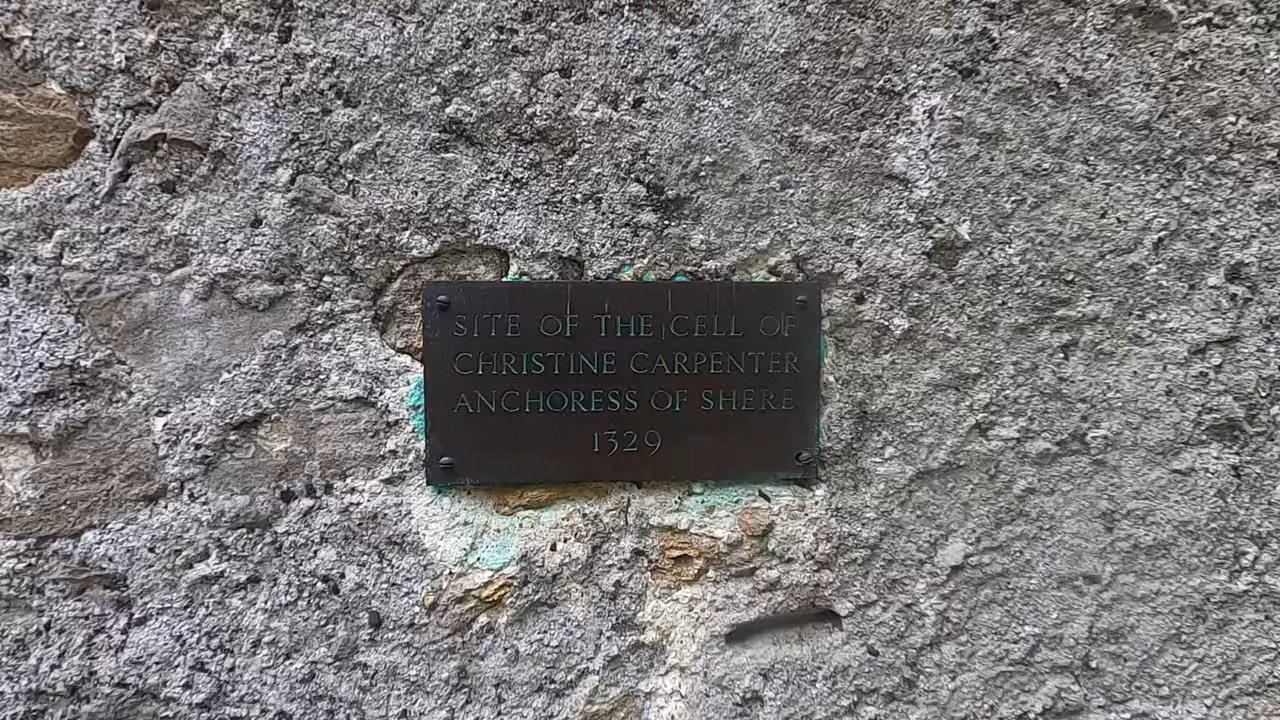 SITE OF THE CELL OF
CHRISTINE CARPENTER
ANCHORESS OF SHERE
1329